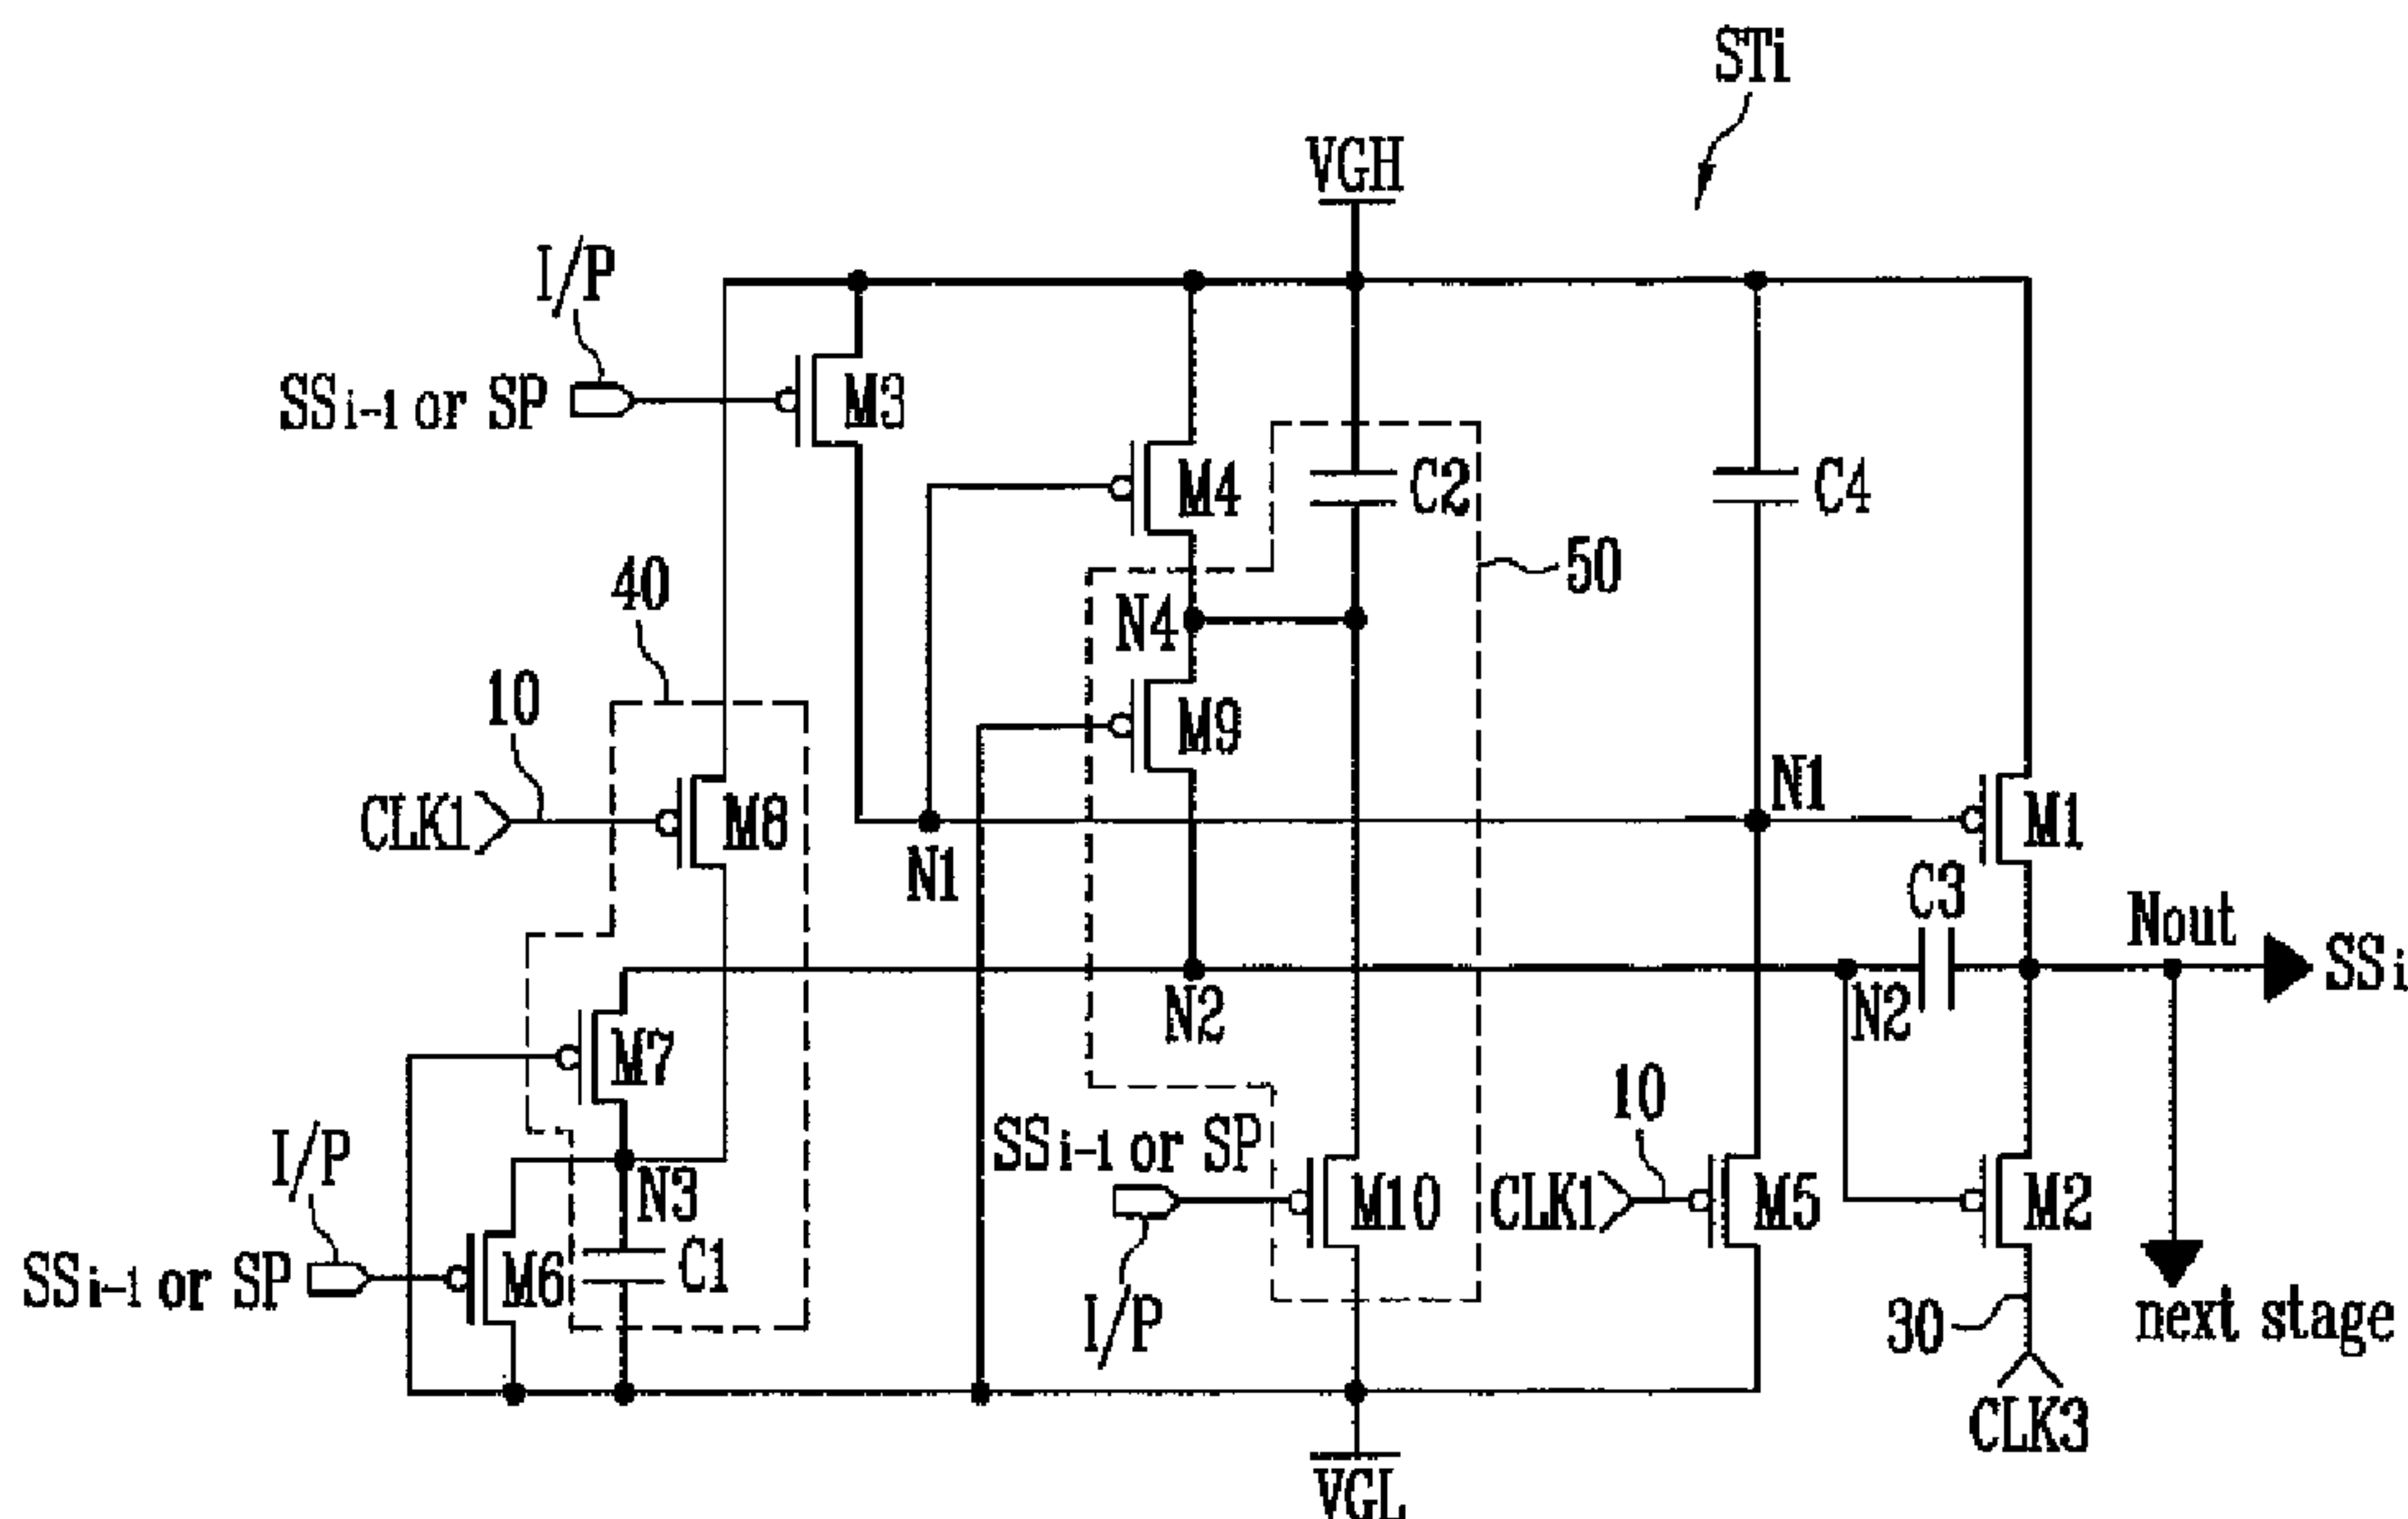 STi
VGH
I/P
SSi-1 or SP
M3
M4
C2
C4
50
40
N4
10
M9
N1
CLK1
M8
M1
N1
C3
Nout
SSi
N2
N2
M7
10
SSi-1 or SP
I/P
N3
M10
CLK1
M5
M2
SSi-1 or SP
M6
C1
I/P
30
next stage
CLK3
VGL